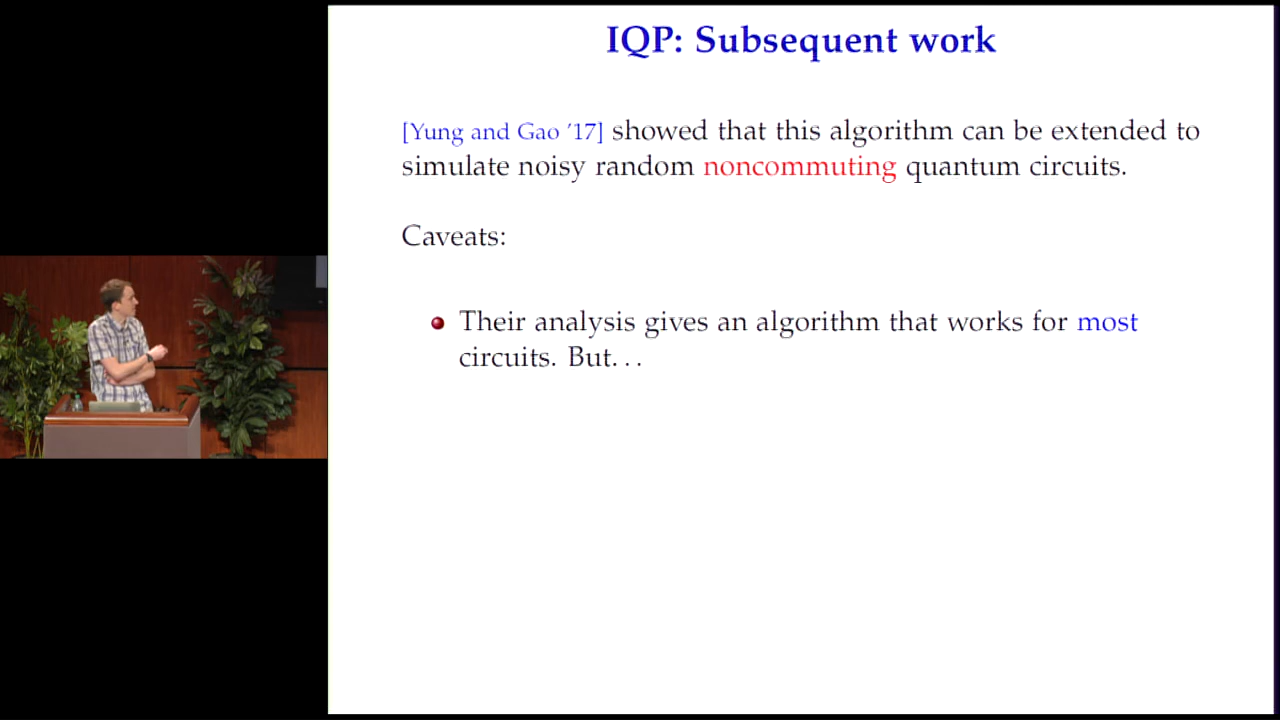 IQP: Subsequent work
[Yung and Gao ’17] showed that this algorithm can be extended to
simulate noisy random noncommuting quantum circuits.
Caveats:
Their analysis gives an algorithm that works for most
circuits. But…